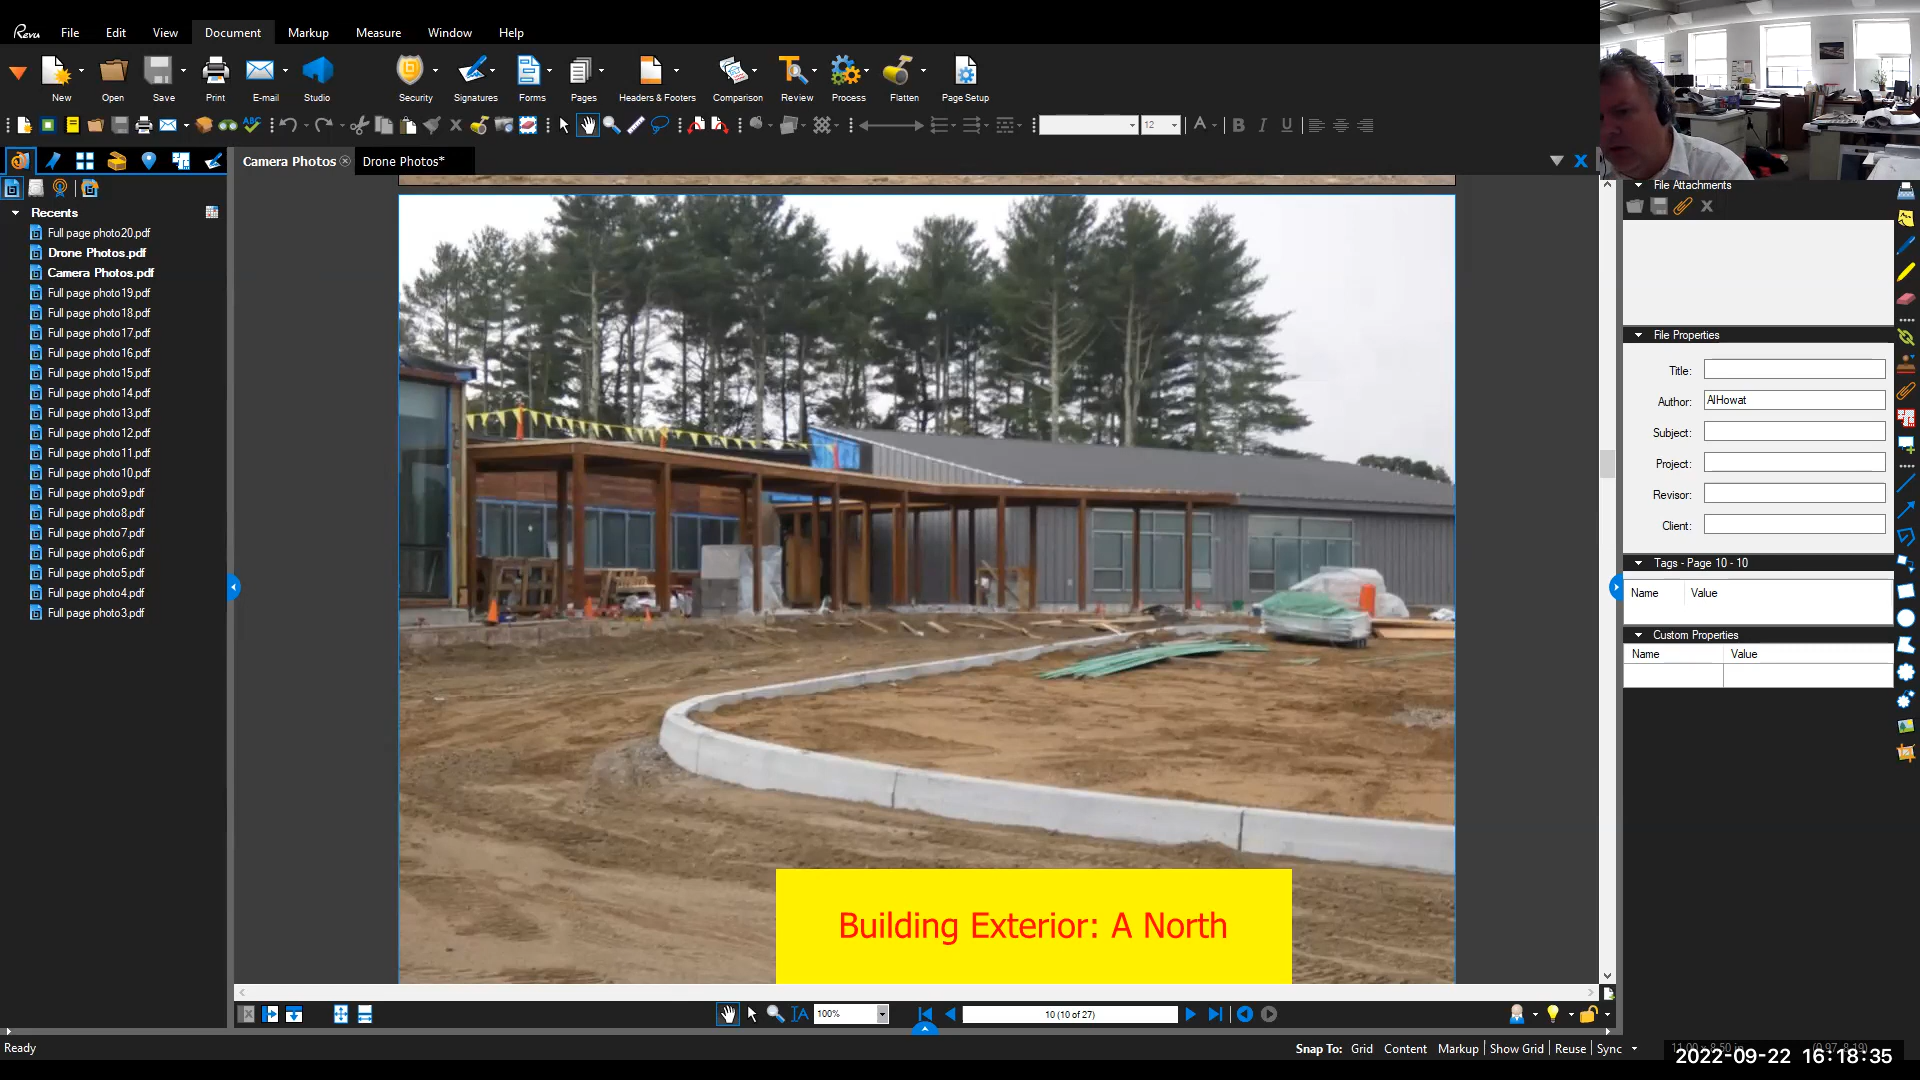 Revu File Edit View Document Markup Measure Window Help
New Open Save Print E-mail Studio Security Signatures Forms Pages Headers & Footers Comparison Review Process Flatten Page Setup
ABC 12 A B I U
Camera Photos Drone Photos*
Recents
Full page photo20.pdf
Drone Photos.pdf
Camera Photos.pdf
Full page photo19.pdf
Full page photo18.pdf
Full page photo17.pdf
Full page photo16.pdf
Full page photo15.pdf
Full page photo14.pdf
Full page photo13.pdf
Full page photo12.pdf
Full page photo11.pdf
Full page photo10.pdf
Full page photo9.pdf
Full page photo8.pdf
Full page photo7.pdf
Full page photo6.pdf
Full page photo5.pdf
Full page photo4.pdf
Full page photo3.pdf
Building Exterior: A North
File Attachments
File Properties
Title:
Author: AlHowat
Subject:
Project:
Revisor:
Client:
Tags - Page 10 - 10
Name Value
Custom Properties
Name Value
100% 10 (10 of 27)
Ready
Snap To: Grid Content Markup Show Grid Reuse Sync
2022-09-22 16:18:35